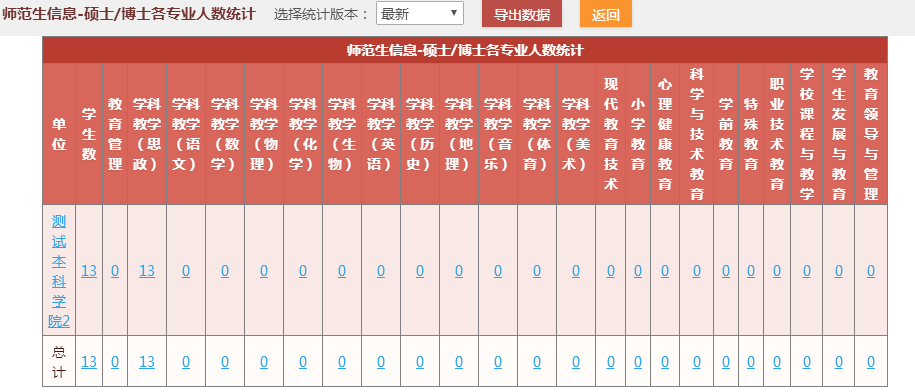 师范生信息-硕士/博士各专业人数统计 选择统计版本： 最新 导出数据 返回
师范生信息-硕士/博士各专业人数统计
单位 学生数 教育管理 学科教学（思政） 学科教学（语文） 学科教学（数学） 学科教学（物理） 学科教学（化学） 学科教学（生物） 学科教学（英语） 学科教学（历史） 学科教学（地理） 学科教学（音乐） 学科教学（体育） 学科教学（美术） 现代教育技术 小学教育 心理健康教育 科学与技术教育 学前教育 特殊教育 职业技术教育 学校课程与教学 学生发展与教育 教育领导与管理
测试本科学院2 13 0 13 0 0 0 0 0 0 0 0 0 0 0 0 0 0 0 0 0 0 0 0 0
总计 13 0 13 0 0 0 0 0 0 0 0 0 0 0 0 0 0 0 0 0 0 0 0 0